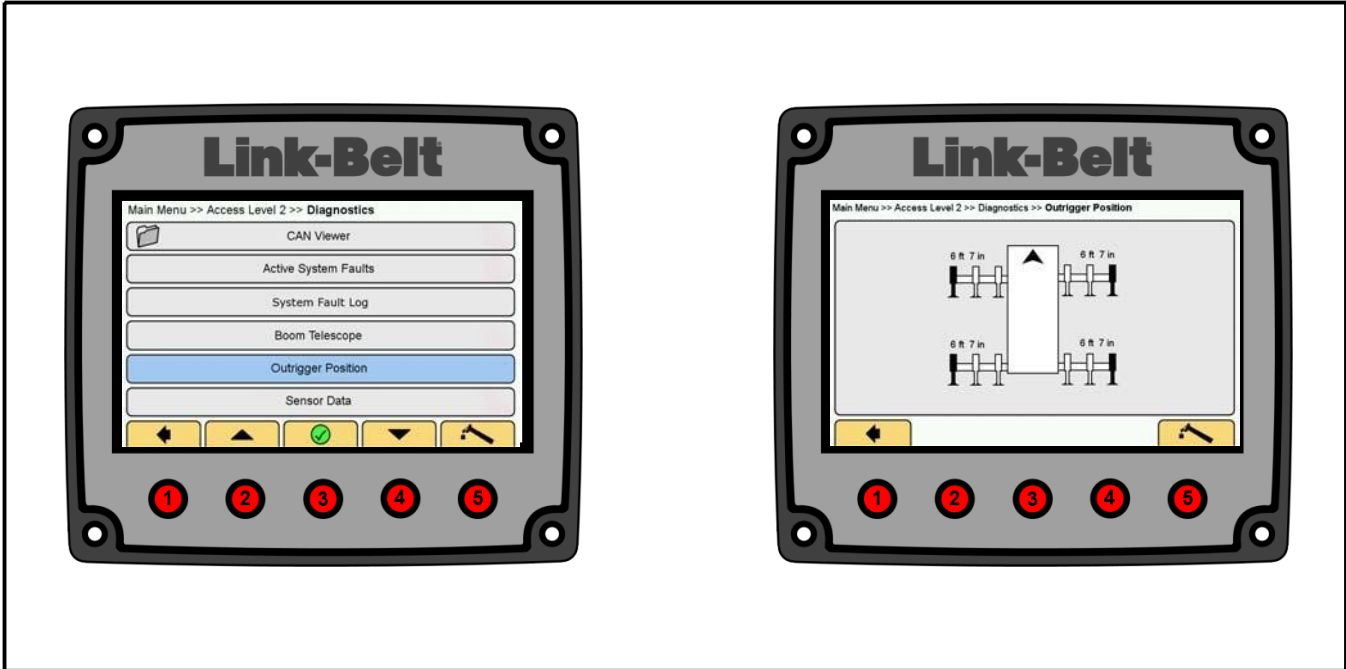 Link-Belt
Main Menu >> Access Level 2 >> Diagnostics
CAN Viewer
Active System Faults
System Fault Log
Boom Telescope
Outrigger Position
Sensor Data
1 2 3 4 5
Link-Belt
Main Menu >> Access Level 2 >> Diagnostics >> Outrigger Position
6 ft 7 in 6 ft 7 in
6 ft 7 in 6 ft 7 in
1 2 3 4 5